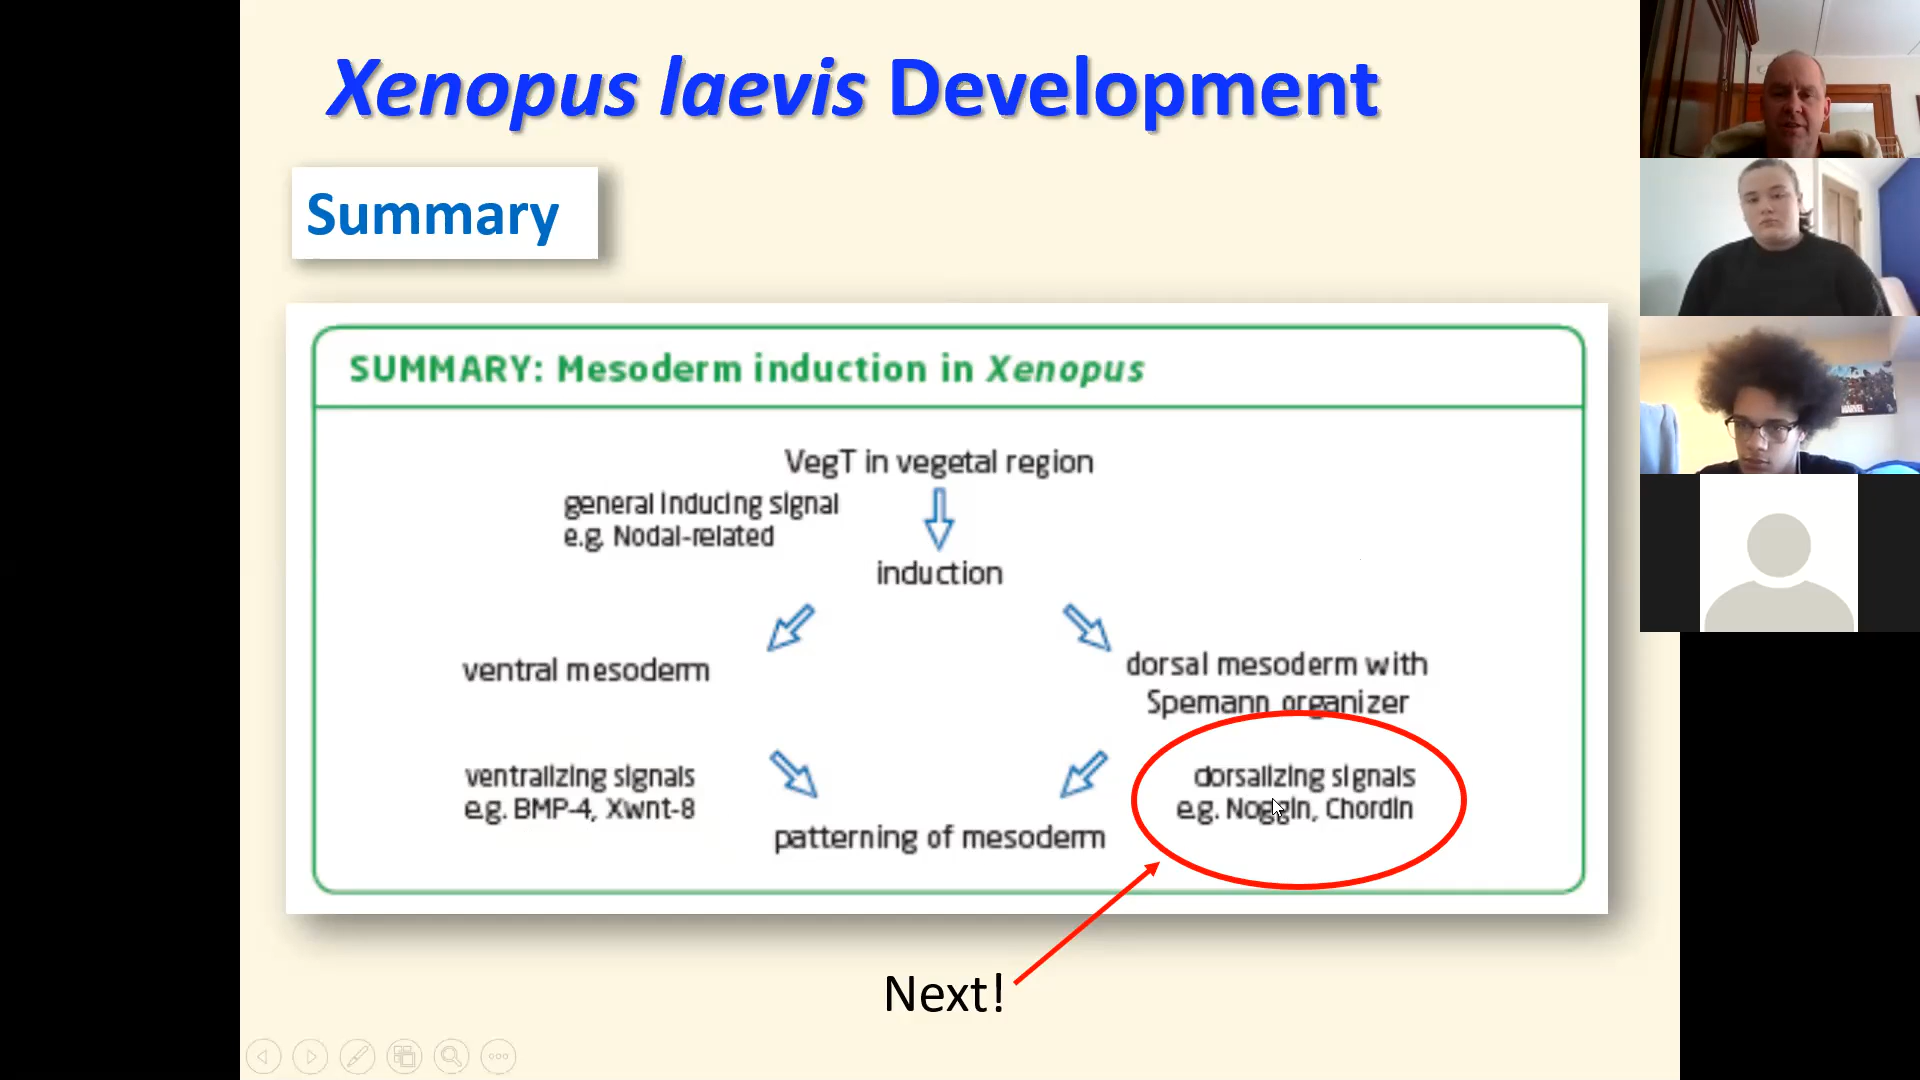 Xenopus laevis Development
Summary
SUMMARY: Mesoderm induction in Xenopus
VegT in vegetal region
general inducing signal
e.g. Nodal-related
induction
ventral mesoderm
dorsal mesoderm with
Spemann organizer
ventralizing signals
e.g. BMP-4, Xwnt-8
dorsalizing signals
e.g. Noggin, Chordin
patterning of mesoderm
Next!
MARVEL